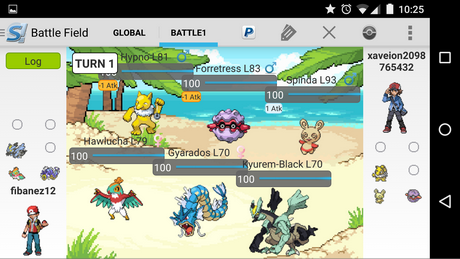 10:25
S Battle Field GLOBAL BATTLE1 P
Log
TURN 1
Hypno L81
100
-1 Atk
Forretress L83
100
-1 Atk
Spinda L93
100
1 Atk
xaveion2098
765432
Hawlucha L79
100
Gyarados L70
100
Kyurem-Black L70
100
fibanez12